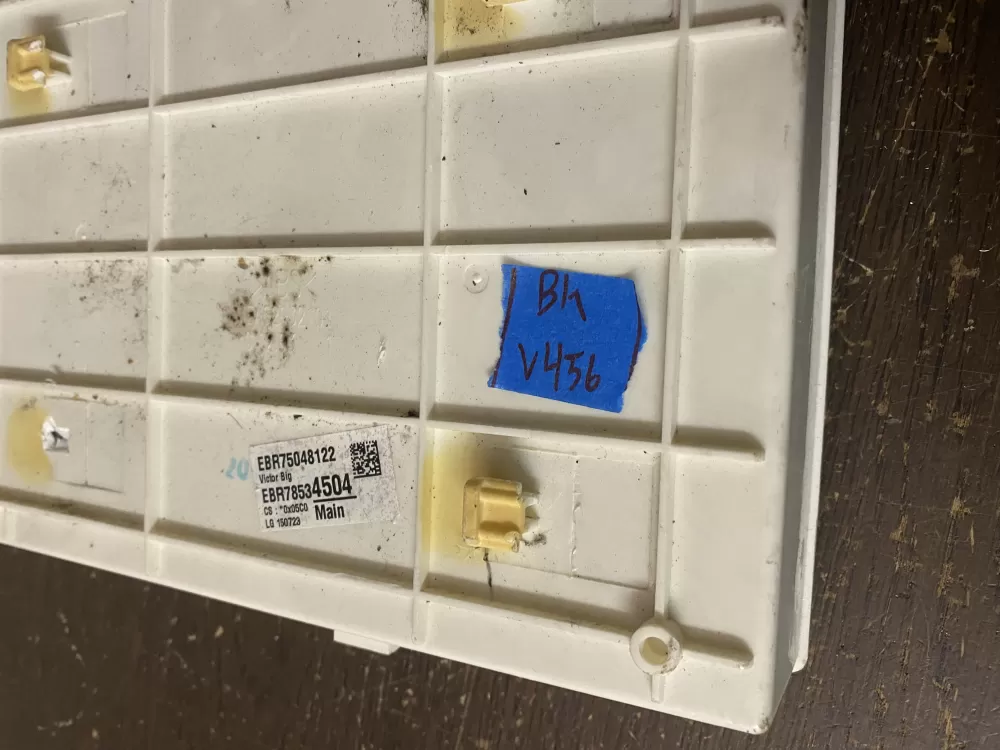 Bh
V456
20
EBR75048122
Victor Big
EBR78534504
CS : *0x05C0 Main
LG 150723